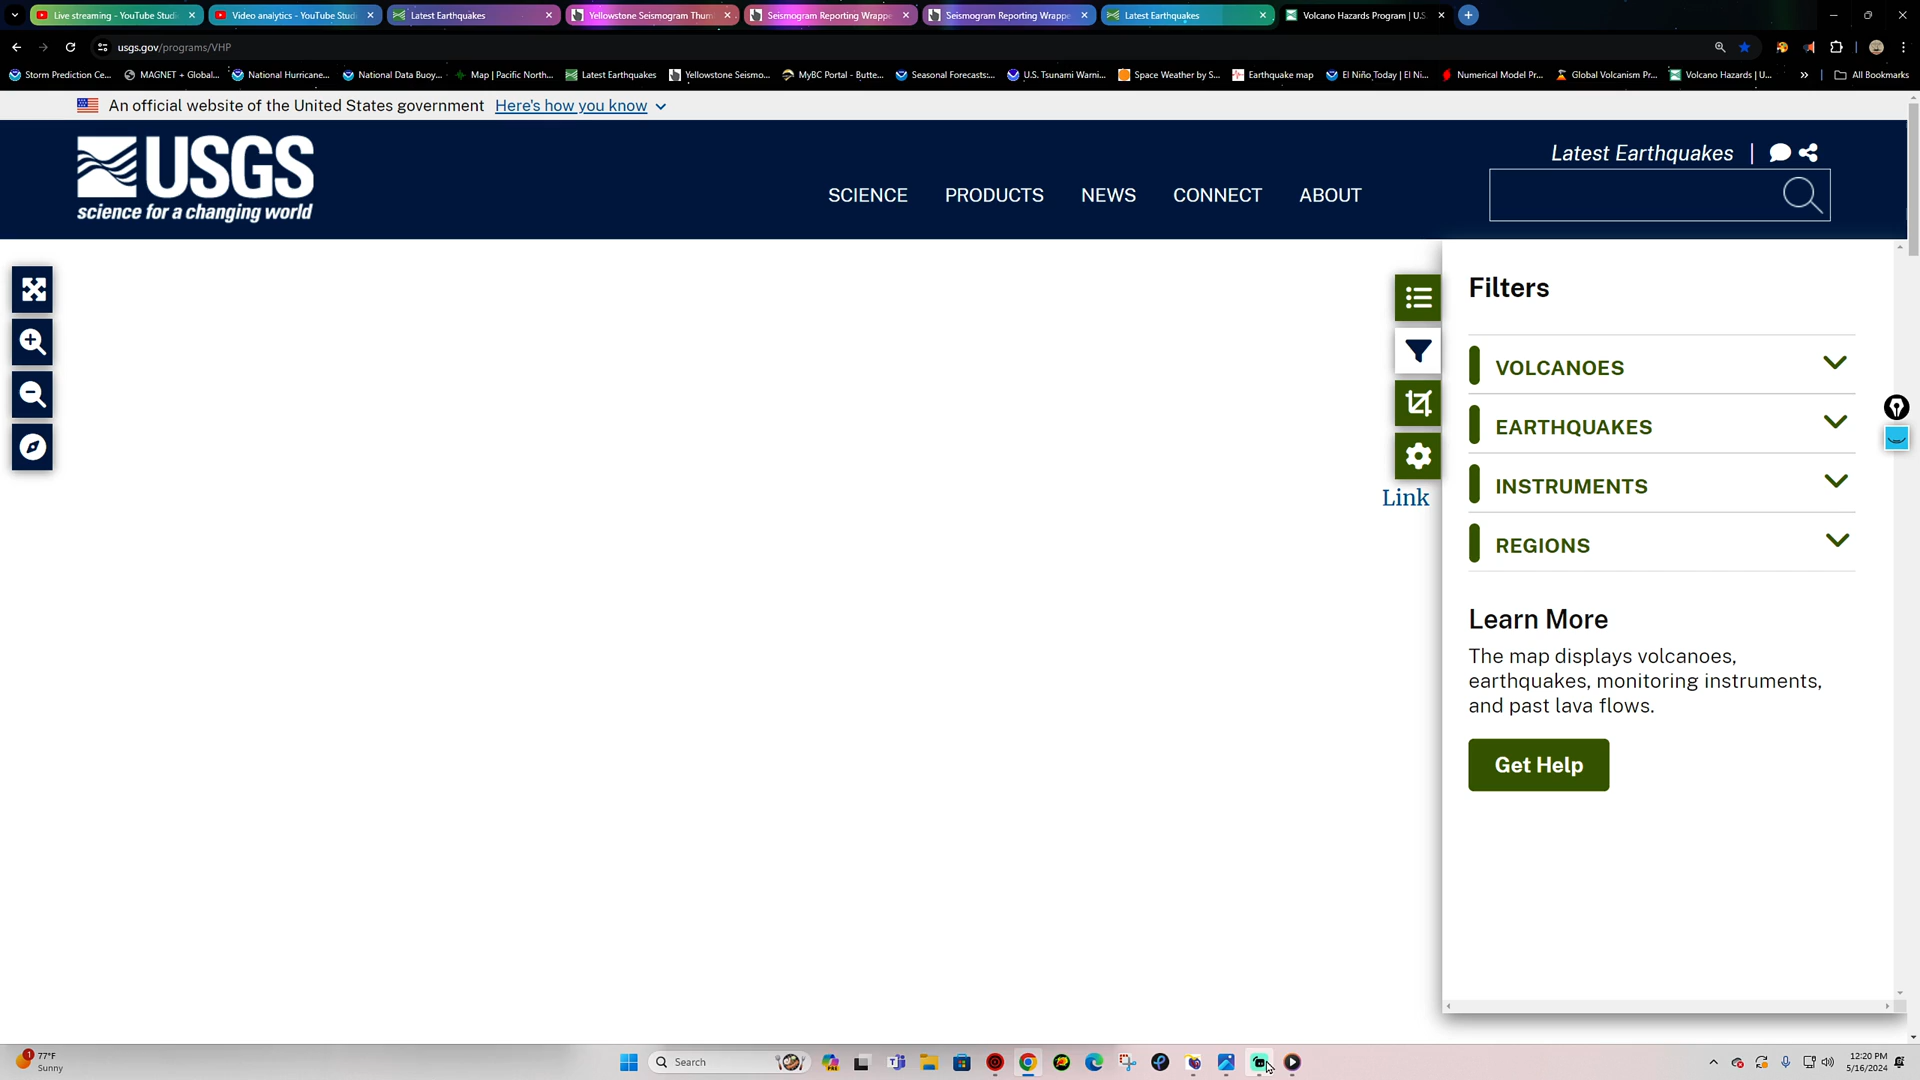 Live streaming - YouTube Studi
Video analytics - YouTube Studi
Latest Earthquakes
Yellowstone Seismogram Thum
Seismogram Reporting Wrappe
Seismogram Reporting Wrappe
Latest Earthquakes
Volcano Hazards Program | U.S
usgs.gov/programs/VHP
Storm Prediction Ce...
MAGNET + Global...
National Hurricane...
National Data Buoy...
Map | Pacific North...
Latest Earthquakes
Yellowstone Seismo...
MyBC Portal - Butte...
Seasonal Forecasts:...
U.S. Tsunami Warni...
Space Weather by S...
Earthquake map
El Niño Today | El Ni...
Numerical Model Pr...
Global Volcanism Pr...
Volcano Hazards | U...
All Bookmarks
An official website of the United States government Here's how you know
USGS
science for a changing world
SCIENCE PRODUCTS NEWS CONNECT ABOUT
Latest Earthquakes |
Filters
VOLCANOES
EARTHQUAKES
INSTRUMENTS
Link
REGIONS
Learn More
The map displays volcanoes,
earthquakes, monitoring instruments,
and past lava flows.
Get Help
1
77°F
Sunny
Search
PRE
12:20 PM
5/16/2024